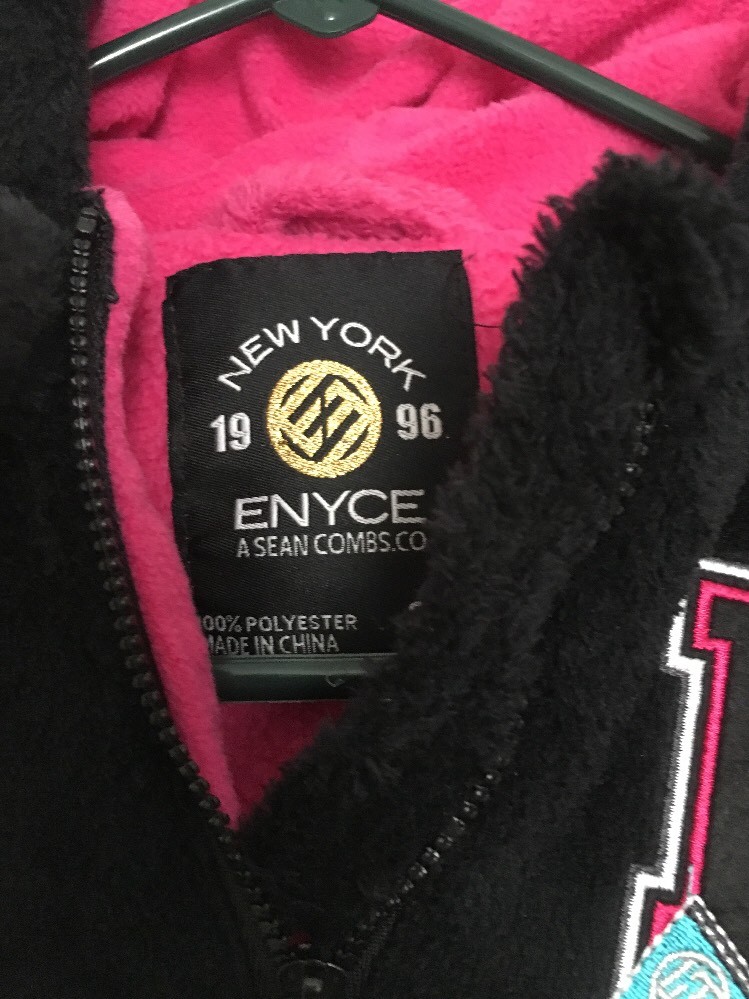 NEW YORK
19 96
ENYCE
A SEAN COMBS.CO
100% POLYESTER
MADE IN CHINA